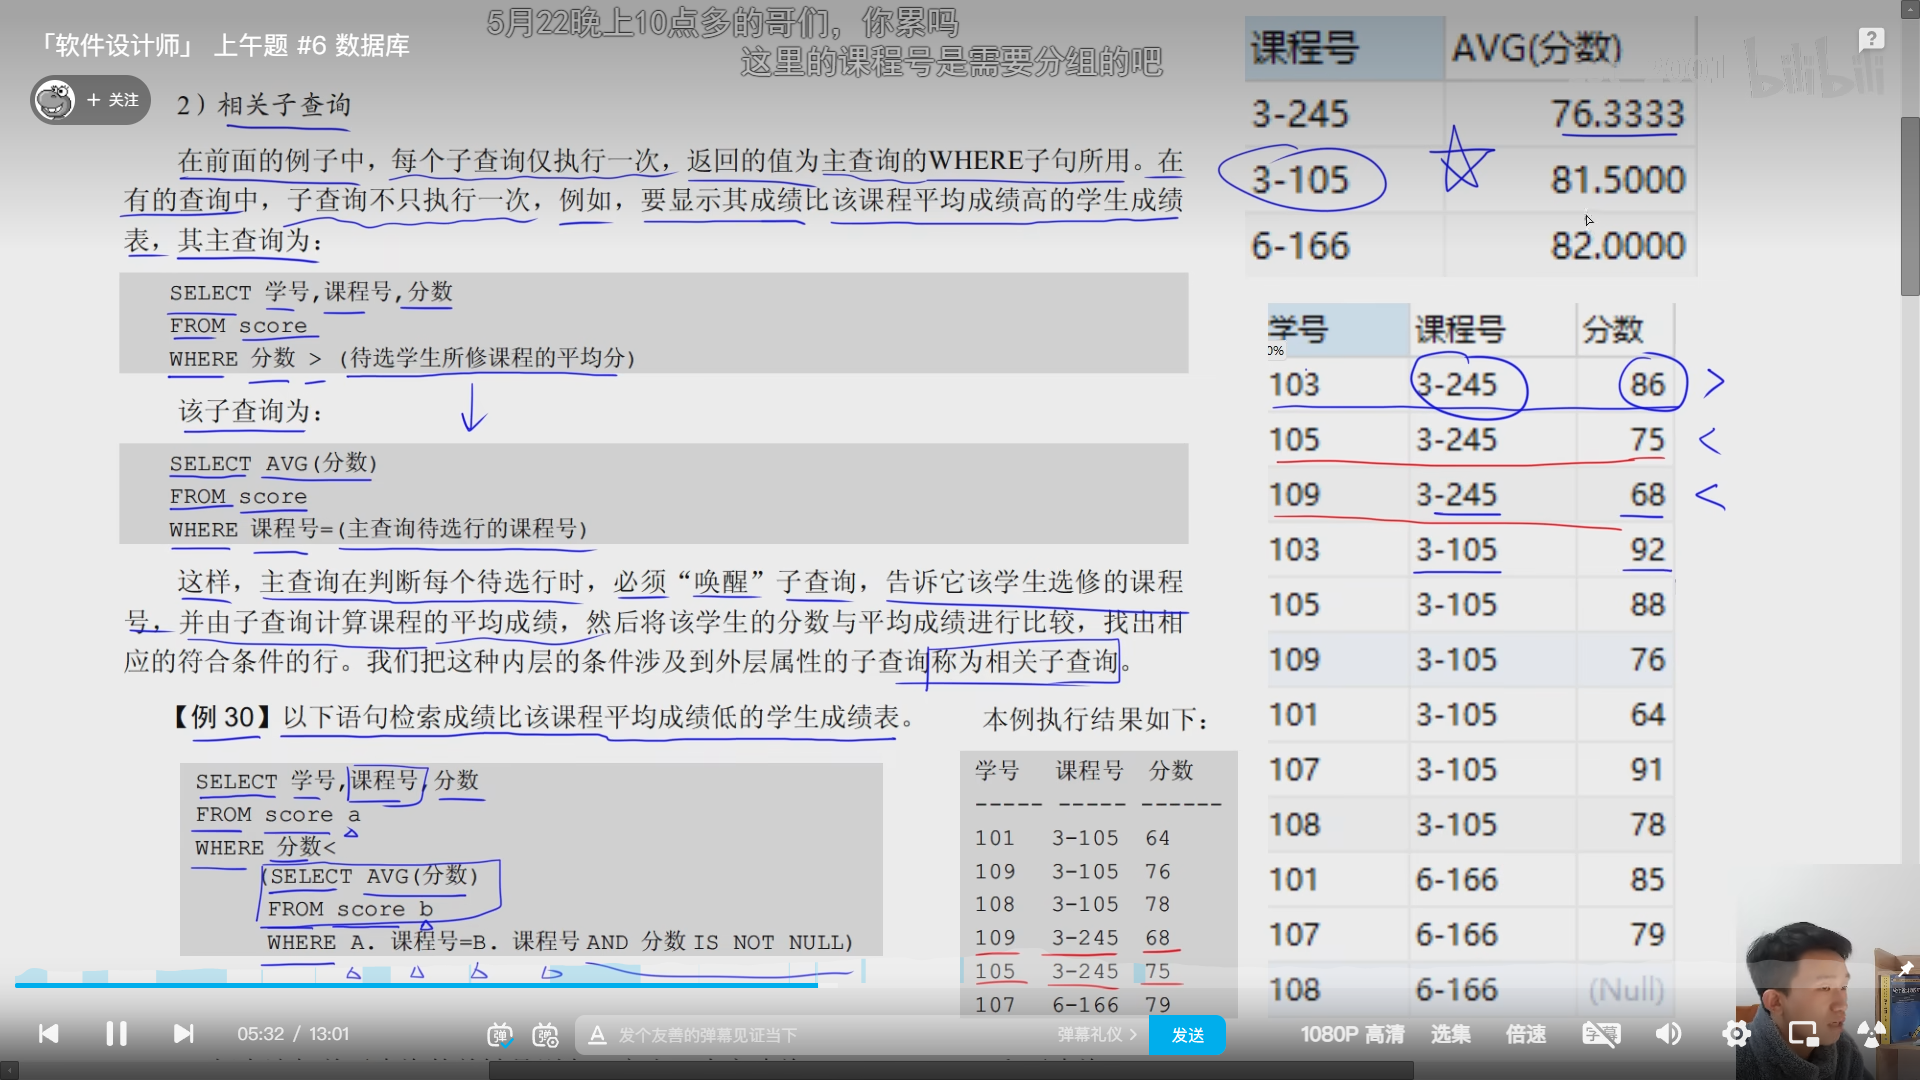 5月22晚上10点多的哥们，你累吗
「软件设计师」 上午题 #6 数据库
这里的课程号是需要分组的吧
+ 关注
2）相关子查询
在前面的例子中，每个子查询仅执行一次，返回的值为主查询的WHERE子句所用。在
有的查询中，子查询不只执行一次，例如，要显示其成绩比该课程平均成绩高的学生成绩
表，其主查询为：
SELECT 学号,课程号,分数
FROM score
WHERE 分数 > (待选学生所修课程的平均分)
该子查询为：
SELECT AVG(分数)
FROM score
WHERE 课程号=(主查询待选行的课程号)
这样，主查询在判断每个待选行时，必须“唤醒”子查询，告诉它该学生选修的课程
号，并由子查询计算课程的平均成绩，然后将该学生的分数与平均成绩进行比较，找出相
应的符合条件的行。我们把这种内层的条件涉及到外层属性的子查询称为相关子查询。
【例 30】以下语句检索成绩比该课程平均成绩低的学生成绩表。
SELECT 学号,课程号,分数
FROM score a
WHERE 分数<
(SELECT AVG(分数)
FROM score b
WHERE A. 课程号=B. 课程号 AND 分数 IS NOT NULL)
本例执行结果如下：
学号 课程号 分数
----- ----- ------
101 3-105 64
109 3-105 76
108 3-105 78
109 3-245 68
105 3-245 75
107 6-166 79
课程号 AVG(分数)
3-245 76.3333
3-105 81.5000
6-166 82.0000
bilibili
学号 课程号 分数
0%
103 3-245 86 >
105 3-245 75 <
109 3-245 68 <
103 3-105 92
105 3-105 88
109 3-105 76
101 3-105 64
107 3-105 91
108 3-105 78
101 6-166 85
107 6-166 79
108 6-166 (Null)
05:32 / 13:01
弹
弹
A 发个友善的弹幕见证当下
弹幕礼仪 >
发送
1080P 高清
选集
倍速
字幕